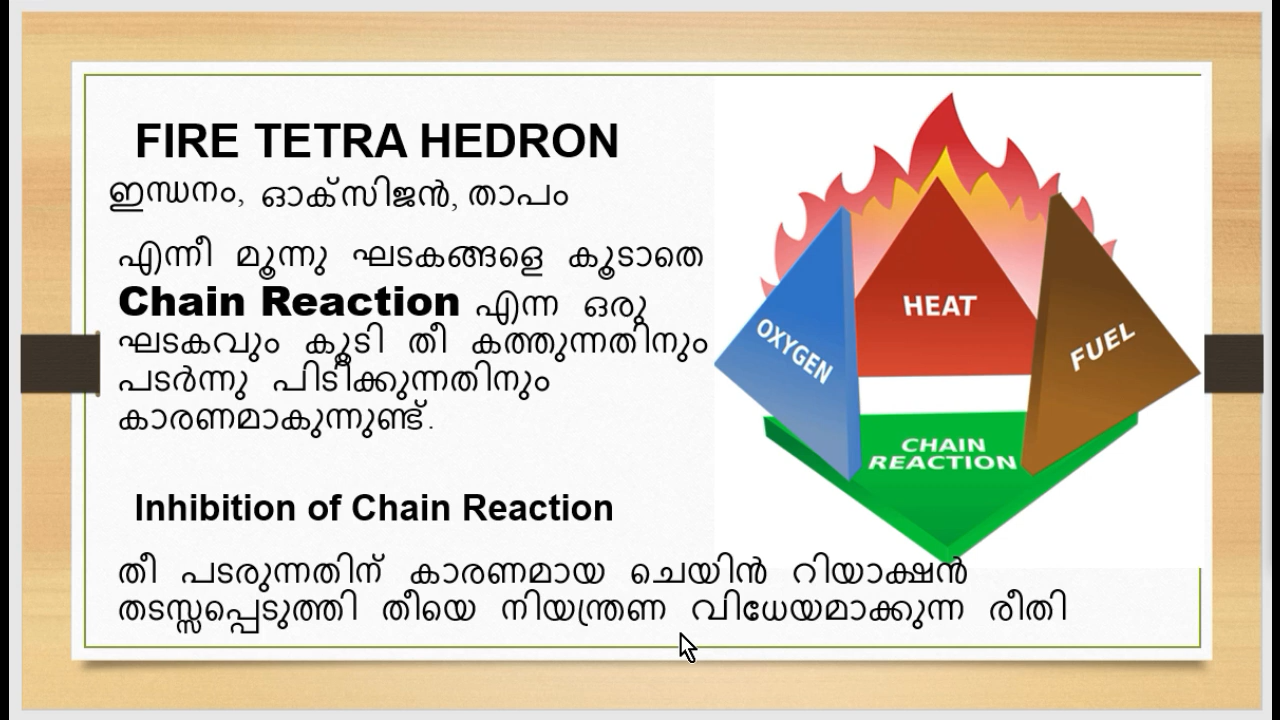 FIRE TETRA HEDRON
ഇന്ധനം, ഓക്സിജൻ, താപം
എന്നീ മൂന്നു ഘടകങ്ങളെ കൂടാതെ
Chain Reaction എന്ന ഒരു
ഘടകവും കൂടി തീ കത്തുന്നതിനും
പടർന്നു പിടിക്കുന്നതിനും
കാരണമാകുന്നുണ്ട്.
Inhibition of Chain Reaction
തീ പടരുന്നതിന് കാരണമായ ചെയിൻ റിയാക്ഷൻ
തടസ്സപ്പെടുത്തി തീയെ നിയന്ത്രണ വിധേയമാക്കുന്ന രീതി
HEAT
OXYGEN
FUEL
CHAIN
REACTION